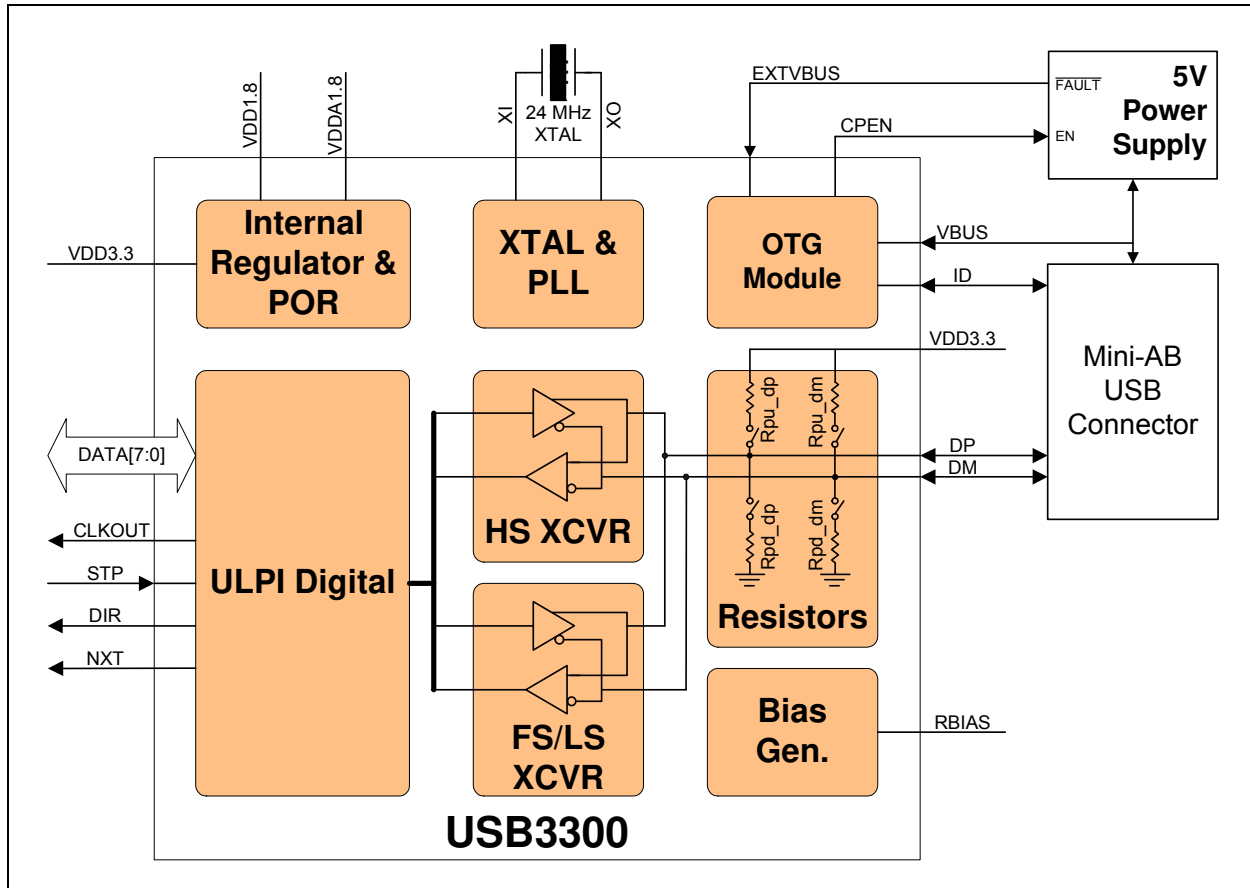 VDD1.8
VDDA1.8
XI
24 MHz
XTAL
XO
EXTVBUS
CPEN
FAULT
EN
5V
Power
Supply
VDD3.3
Internal
Regulator &
POR
XTAL &
PLL
OTG
Module
VBUS
ID
VDD3.3
Mini-AB
USB
Connector
DATA[7:0]
CLKOUT
STP
DIR
NXT
ULPI Digital
HS XCVR
FS/LS
XCVR
Rpu_dp
Rpu_dm
Rpd_dp
Rpd_dm
Resistors
DP
DM
Bias
Gen.
RBIAS
USB3300